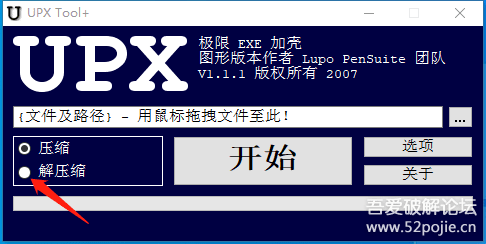 UPX Tool+
UPX
极限 EXE 加壳
图形版本作者 Lupo PenSuite 团队
V1.1.1 版权所有 2007
{文件及路径} - 用鼠标拖拽文件至此!
...
压缩
解压缩
开始
选项
关于
吾爱破解论坛
www.52pojie.cn